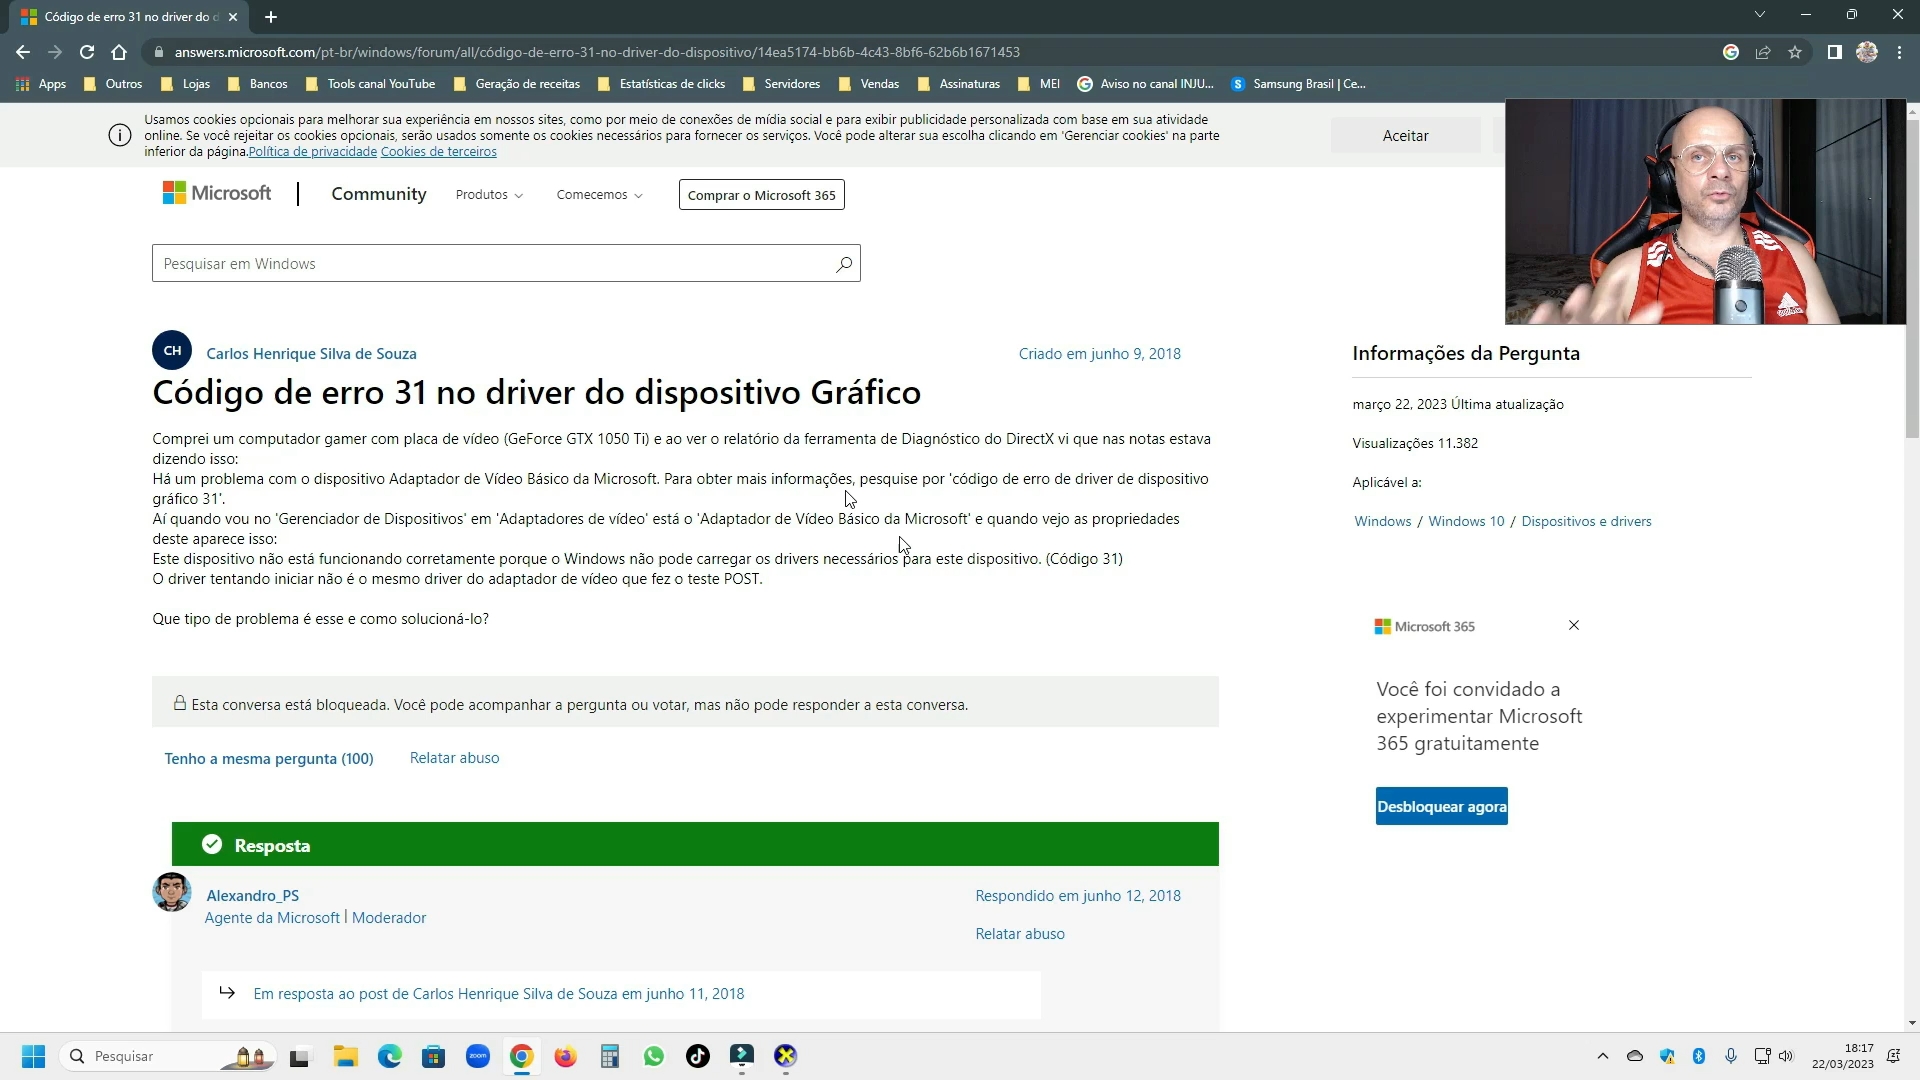 Código de erro 31 no driver do d
answers.microsoft.com/pt-br/windows/forum/all/código-de-erro-31-no-driver-do-dispositivo/14ea5174-bb6b-4c43-8bf6-62b6b1671453
Apps Outros Lojas Bancos Tools canal YouTube Geração de receitas Estatísticas de clicks Servidores Vendas Assinaturas MEI Aviso no canal INJU... Samsung Brasil | Ce...
Usamos cookies opcionais para melhorar sua experiência em nossos sites, como por meio de conexões de mídia social e para exibir publicidade personalizada com base em sua atividade
online. Se você rejeitar os cookies opcionais, serão usados somente os cookies necessários para fornecer os serviços. Você pode alterar sua escolha clicando em 'Gerenciar cookies' na parte
inferior da página.Política de privacidade Cookies de terceiros
Aceitar
Microsoft | Community Produtos Comecemos Comprar o Microsoft 365
Pesquisar em Windows
CH
Carlos Henrique Silva de Souza
Criado em junho 9, 2018
Código de erro 31 no driver do dispositivo Gráfico
Comprei um computador gamer com placa de vídeo (GeForce GTX 1050 Ti) e ao ver o relatório da ferramenta de Diagnóstico do DirectX vi que nas notas estava
dizendo isso:
Há um problema com o dispositivo Adaptador de Vídeo Básico da Microsoft. Para obter mais informações, pesquise por 'código de erro de driver de dispositivo
gráfico 31'.
Aí quando vou no 'Gerenciador de Dispositivos' em 'Adaptadores de vídeo' está o 'Adaptador de Vídeo Básico da Microsoft' e quando vejo as propriedades
deste aparece isso:
Este dispositivo não está funcionando corretamente porque o Windows não pode carregar os drivers necessários para este dispositivo. (Código 31)
O driver tentando iniciar não é o mesmo driver do adaptador de vídeo que fez o teste POST.
Que tipo de problema é esse e como solucioná-lo?
Esta conversa está bloqueada. Você pode acompanhar a pergunta ou votar, mas não pode responder a esta conversa.
Tenho a mesma pergunta (100) Relatar abuso
Resposta
Alexandro_PS
Respondido em junho 12, 2018
Agente da Microsoft | Moderador
Relatar abuso
Em resposta ao post de Carlos Henrique Silva de Souza em junho 11, 2018
Informações da Pergunta
março 22, 2023 Última atualização
Visualizações 11.382
Aplicável a:
Windows / Windows 10 / Dispositivos e drivers
Microsoft 365
Você foi convidado a
experimentar Microsoft
365 gratuitamente
Desbloquear agora
Pesquisar
zoom
18:17
22/03/2023